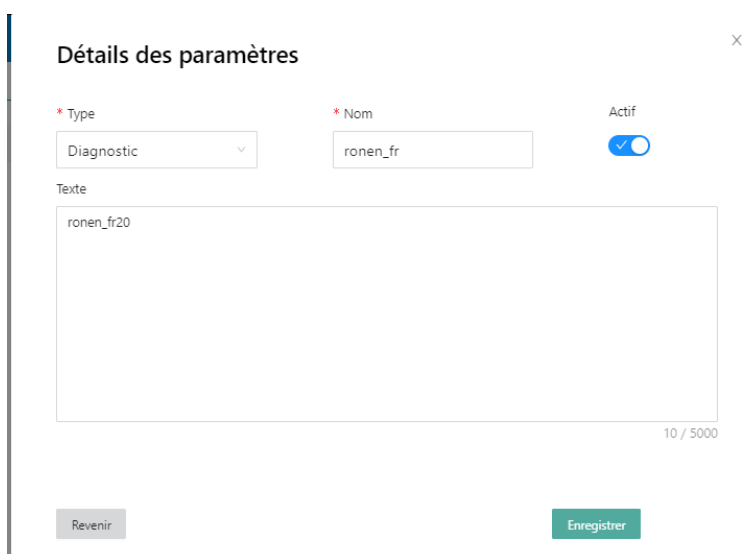 Détails des paramètres
* Type
* Nom
Actif
Diagnostic
ronen_fr
Texte
ronen_fr20
10 / 5000
Revenir
Enregistrer